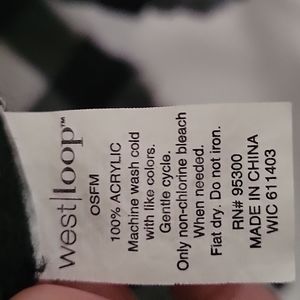 west|loop™
OSFM
100% ACRYLIC
Machine wash cold
with like colors.
Gentle cycle.
Only non-chlorine bleach
When needed.
Flat dry. Do not iron.
RN# 95300
MADE IN CHINA
WIC 611403